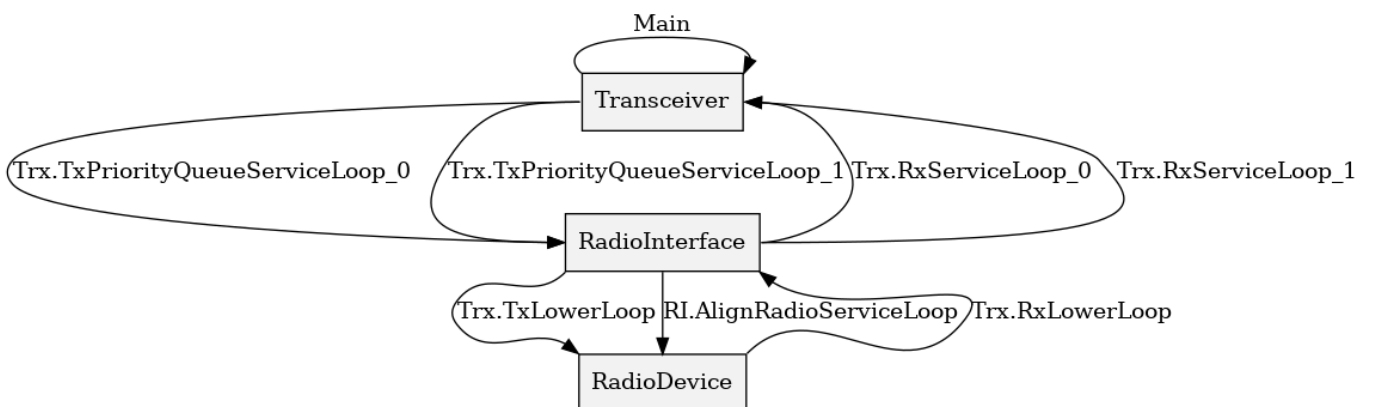 Main
Transceiver
Trx.TxPriorityQueueServiceLoop_0
Trx.TxPriorityQueueServiceLoop_1
Trx.RxServiceLoop_0
Trx.RxServiceLoop_1
RadioInterface
Trx.TxLowerLoop
RI.AlignRadioServiceLoop
Trx.RxLowerLoop
RadioDevice